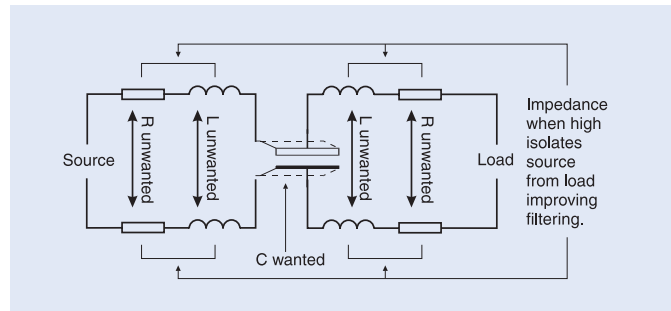 Source
R unwanted
L unwanted
C wanted
L unwanted
R unwanted
Load
Impedance
when high
isolates
source
from load
improving
filtering.